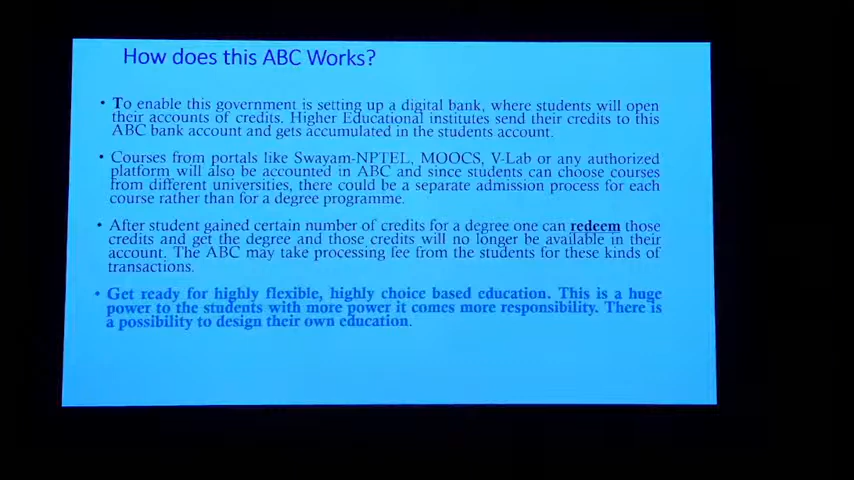 How does this ABC Works?
• To enable this government is setting up a digital bank, where students will open
their accounts of credits. Higher Educational institutes send their credits to this
ABC bank account and gets accumulated in the students account.
• Courses from portals like Swayam-NPTEL, MOOCS, V-Lab or any authorized
platform will also be accounted in ABC and since students can choose courses
from different universities, there could be a separate admission process for each
course rather than for a degree programme.
• After student gained certain number of credits for a degree one can redeem those
credits and get the degree and those credits will no longer be available in their
account. The ABC may take processing fee from the students for these kinds of
transactions.
• Get ready for highly flexible, highly choice based education. This is a huge
power to the students with more power it comes more responsibility. There is
a possibility to design their own education.